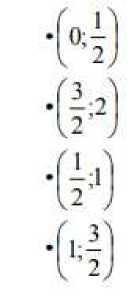 • (0; 1/2)
• (3/2; 2)
• (1/2; 1)
• (1; 3/2)